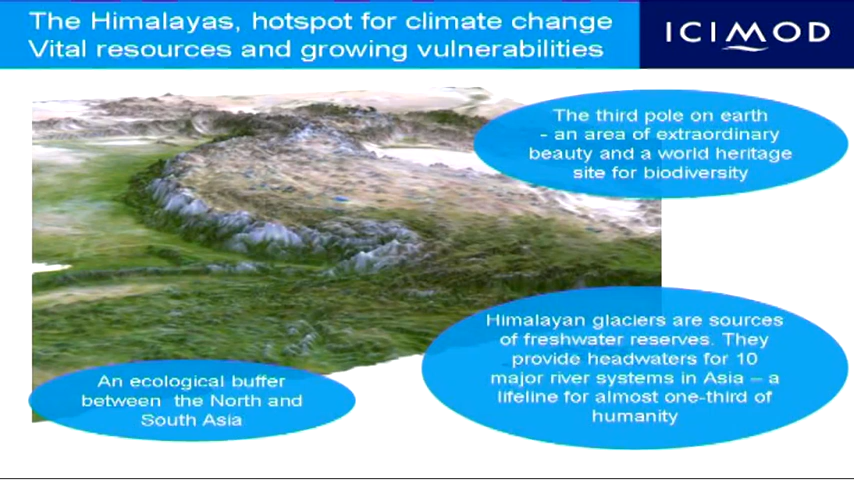 The Himalayas, hotspot for climate change
Vital resources and growing vulnerabilities
ICIMOD
The third pole on earth
- an area of extraordinary
beauty and a world heritage
site for biodiversity
Himalayan glaciers are sources
of freshwater reserves. They
provide headwaters for 10
major river systems in Asia – a
lifeline for almost one-third of
humanity
An ecological buffer
between the North and
South Asia